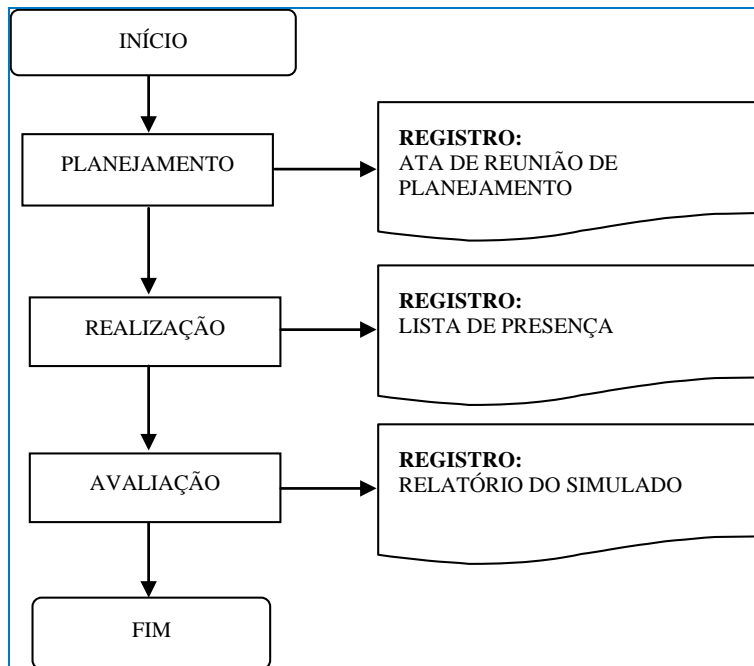 INÍCIO
PLANEJAMENTO
REGISTRO:
ATA DE REUNIÃO DE
PLANEJAMENTO
REALIZAÇÃO
REGISTRO:
LISTA DE PRESENÇA
AVALIAÇÃO
REGISTRO:
RELATÓRIO DO SIMULADO
FIM